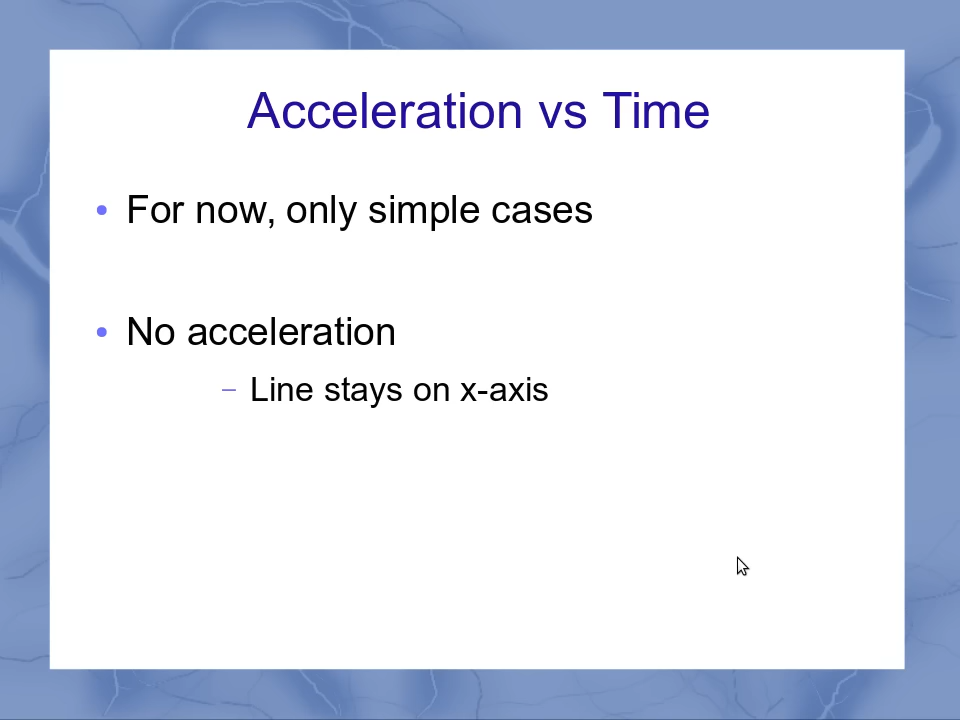 Acceleration vs Time
• For now, only simple cases
• No acceleration
– Line stays on x-axis